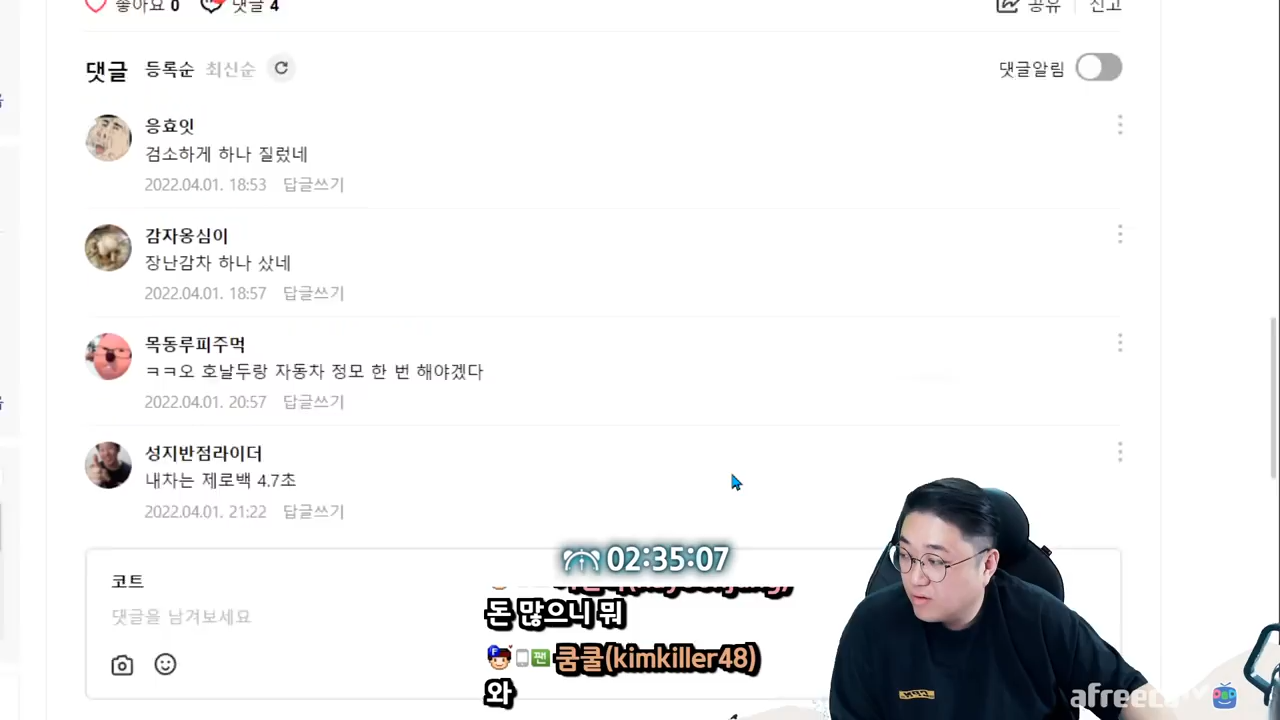 좋아요 0 댓글 4
공유 신고
댓글 등록순 최신순
댓글알림
응효잇
검소하게 하나 질렀네
2022.04.01. 18:53 답글쓰기
감자옹심이
장난감차 하나 샀네
2022.04.01. 18:57 답글쓰기
목동루피주먹
ㅋㅋ오 호날두랑 자동차 정모 한 번 해야겠다
2022.04.01. 20:57 답글쓰기
성지반점라이더
내차는 제로백 4.7초
2022.04.01. 21:22 답글쓰기
02:35:07
코트
댓글을 남겨보세요
돈 많으니 뭐
쿰쿨(kimkiller48)
와